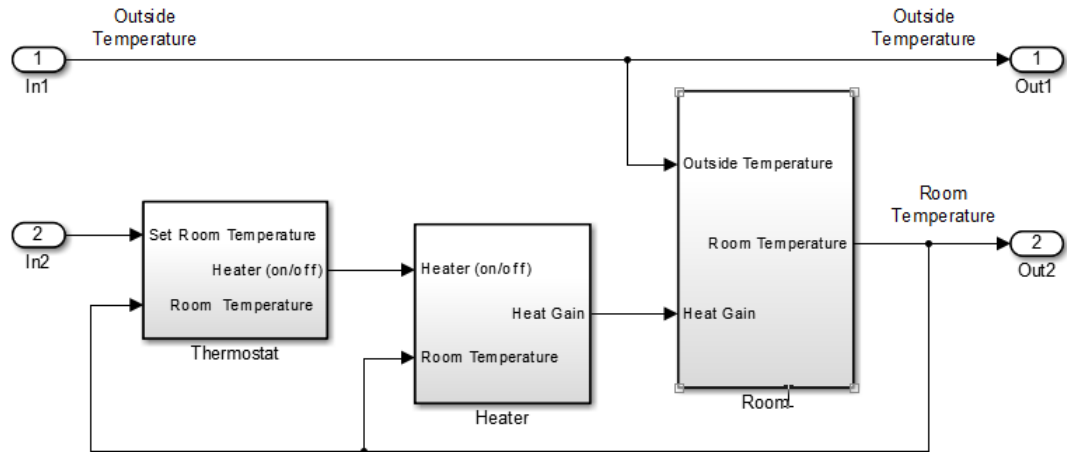 Outside
Temperature
Outside
Temperature
1
In1
1
Out1
Outside Temperature
Room
Temperature
2
In2
Set Room Temperature
Heater (on/off)
Room Temperature
Thermostat
Heater (on/off)
Heat Gain
Room Temperature
Heater
Room Temperature
Heat Gain
Room
2
Out2